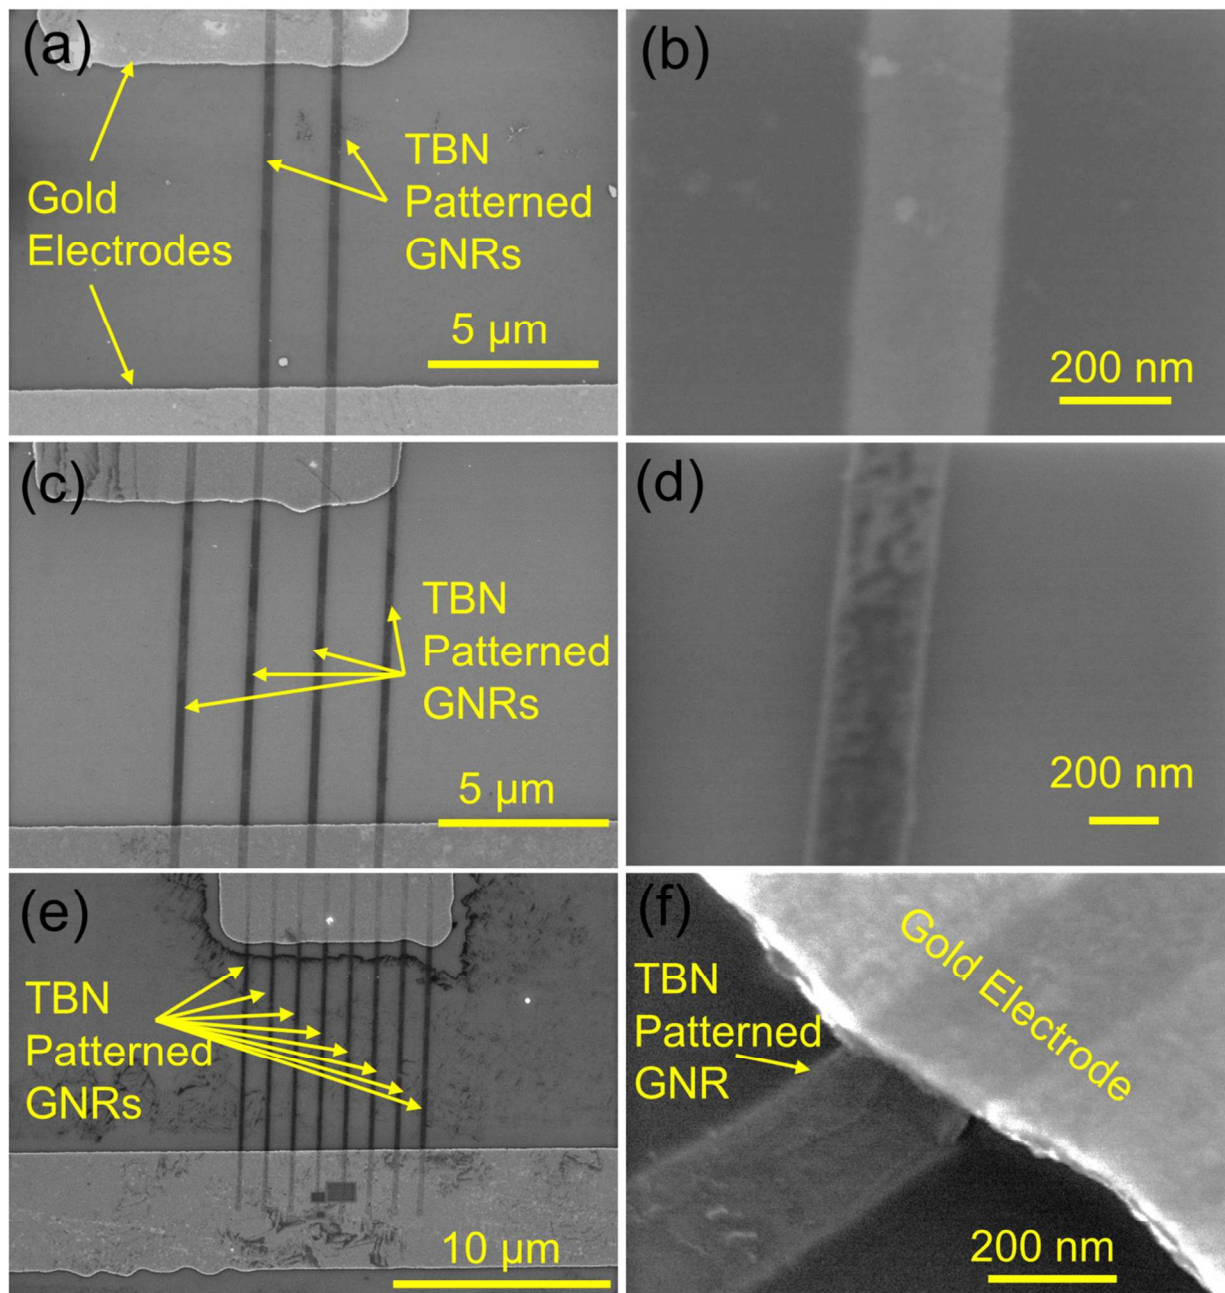 (a)
Gold
Electrodes
TBN
Patterned
GNRs
5 μm
(b)
200 nm
(c)
TBN
Patterned
GNRs
5 μm
(d)
200 nm
(e)
TBN
Patterned
GNRs
10 μm
(f)
TBN
Patterned
GNR
Gold Electrode
200 nm